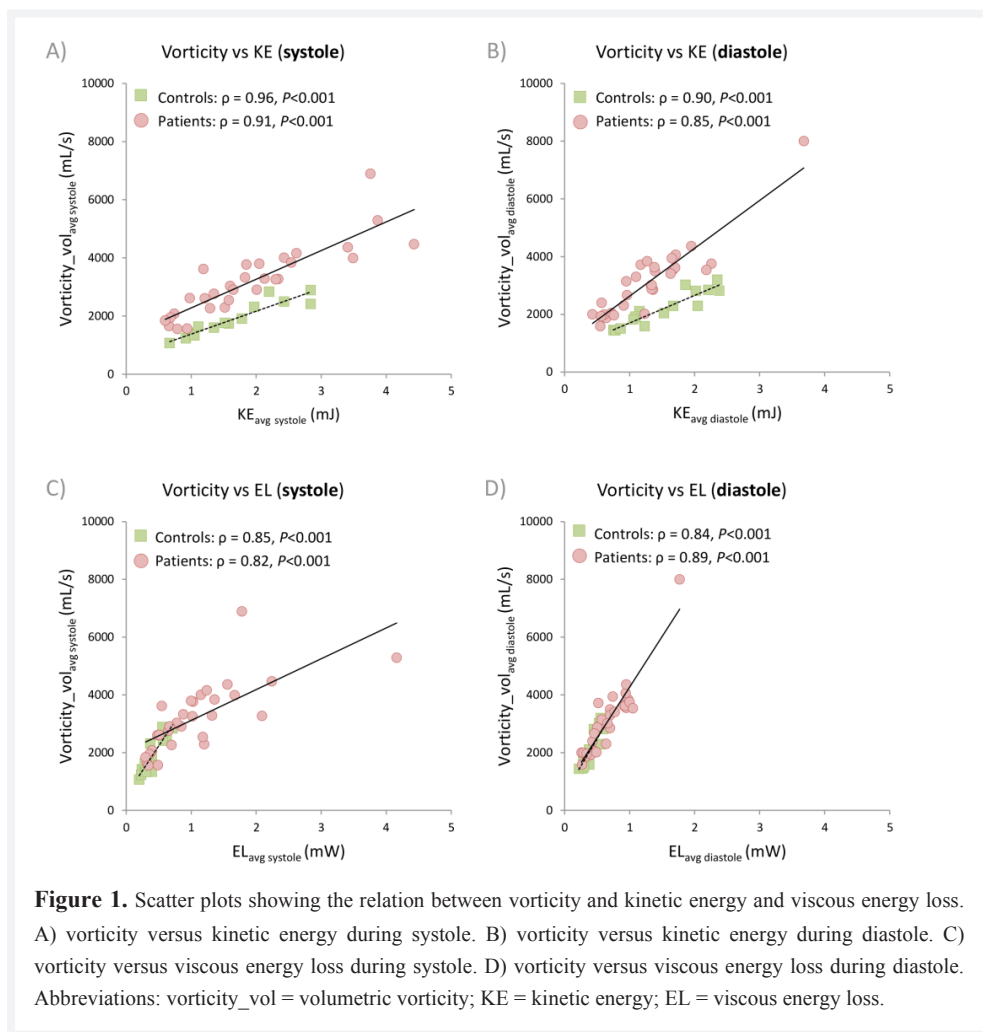 A)
Vorticity vs KE (systole)
Controls: ρ = 0.96, P<0.001
Patients: ρ = 0.91, P<0.001
Vorticity_vol avg systole (mL/s)
10000
8000
6000
4000
2000
0
0 1 2 3 4 5
KE avg systole (mJ)
B)
Vorticity vs KE (diastole)
Controls: ρ = 0.90, P<0.001
Patients: ρ = 0.85, P<0.001
Vorticity_vol avg diastole (mL/s)
10000
8000
6000
4000
2000
0
0 1 2 3 4 5
KE avg diastole (mJ)
C)
Vorticity vs EL (systole)
Controls: ρ = 0.85, P<0.001
Patients: ρ = 0.82, P<0.001
Vorticity_vol avg systole (mL/s)
10000
8000
6000
4000
2000
0
0 1 2 3 4 5
EL avg systole (mW)
D)
Vorticity vs EL (diastole)
Controls: ρ = 0.84, P<0.001
Patients: ρ = 0.89, P<0.001
Vorticity_vol avg diastole (mL/s)
10000
8000
6000
4000
2000
0
0 1 2 3 4 5
EL avg diastole (mW)
Figure 1. Scatter plots showing the relation between vorticity and kinetic energy and viscous energy loss.
A) vorticity versus kinetic energy during systole. B) vorticity versus kinetic energy during diastole. C)
vorticity versus viscous energy loss during systole. D) vorticity versus viscous energy loss during diastole.
Abbreviations: vorticity_vol = volumetric vorticity; KE = kinetic energy; EL = viscous energy loss.